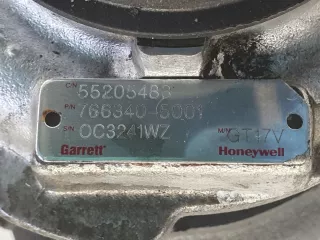 C/N 55205483
P/N 766340-5001
S/N OC3241WZ M/N GT17V
Garrett Honeywell